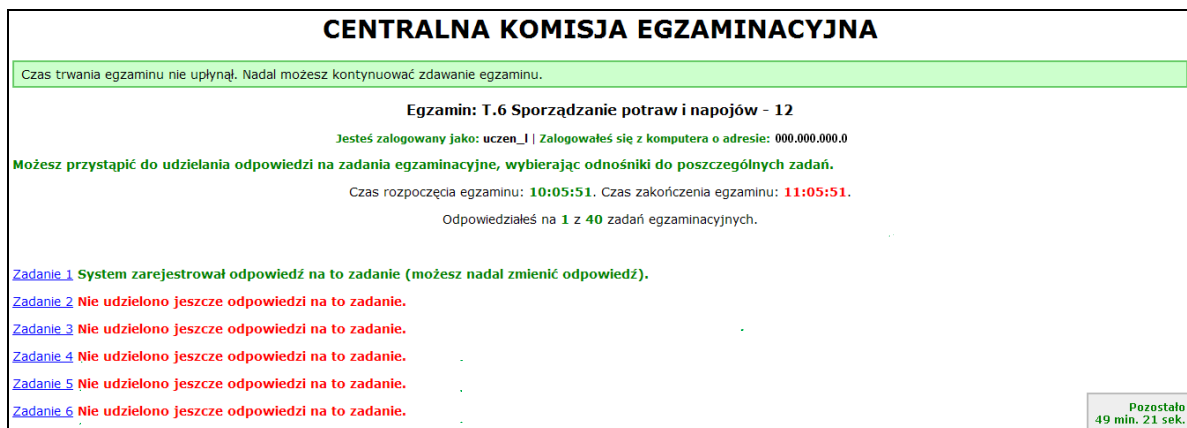 CENTRALNA KOMISJA EGZAMINACYJNA
Czas trwania egzaminu nie upłynął. Nadal możesz kontynuować zdawanie egzaminu.
Egzamin: T.6 Sporządzanie potraw i napojów - 12
Jesteś zalogowany jako: uczen_l | Zalogowałeś się z komputera o adresie: 000.000.000.0
Możesz przystąpić do udzielania odpowiedzi na zadania egzaminacyjne, wybierając odnośniki do poszczególnych zadań.
Czas rozpoczęcia egzaminu: 10:05:51. Czas zakończenia egzaminu: 11:05:51.
Odpowiedziałeś na 1 z 40 zadań egzaminacyjnych.
Zadanie 1 System zarejestrował odpowiedź na to zadanie (możesz nadal zmienić odpowiedź).
Zadanie 2 Nie udzielono jeszcze odpowiedzi na to zadanie.
Zadanie 3 Nie udzielono jeszcze odpowiedzi na to zadanie.
Zadanie 4 Nie udzielono jeszcze odpowiedzi na to zadanie.
Zadanie 5 Nie udzielono jeszcze odpowiedzi na to zadanie.
Zadanie 6 Nie udzielono jeszcze odpowiedzi na to zadanie.
Pozostało
49 min. 21 sek.